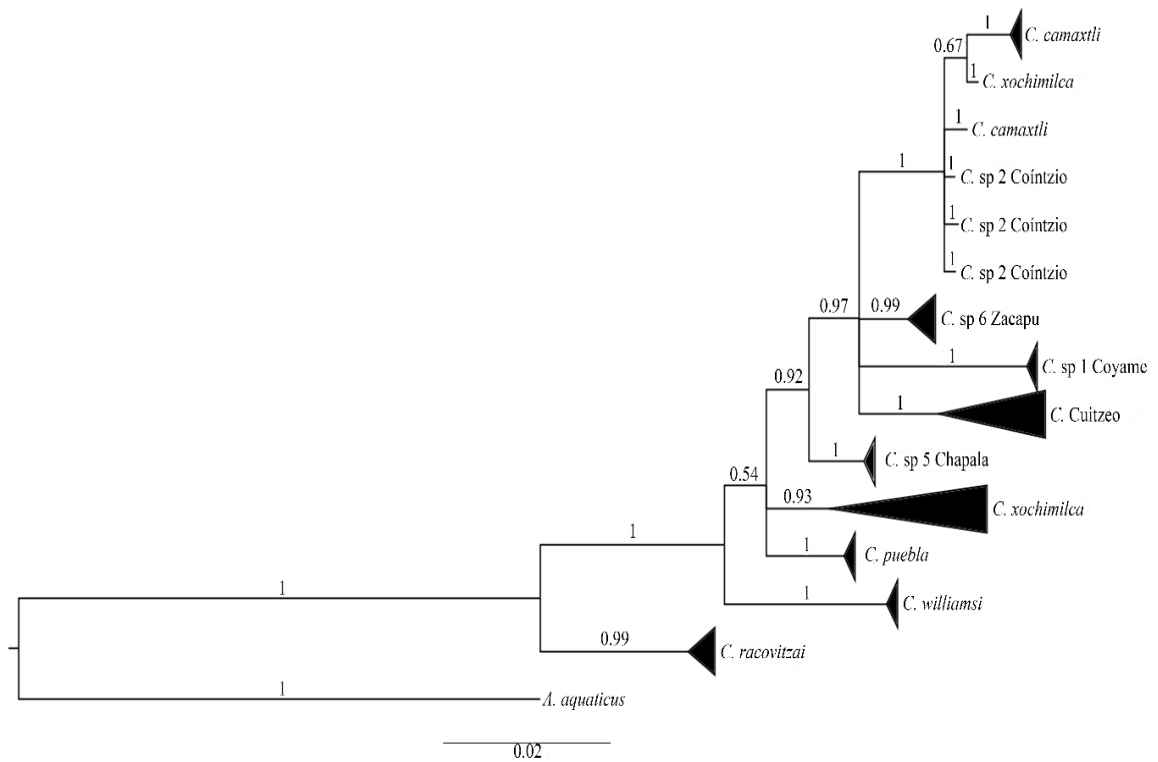 1
C. camaxtli
0.67
1
C. xochimilca
1
C. camaxtli
1
1
C. sp 2 Coíntzio
1
C. sp 2 Coíntzio
1
C. sp 2 Coíntzio
0.97
0.99
C. sp 6 Zacapu
1
C. sp 1 Coyame
0.92
1
C. Cuitzeo
1
C. sp 5 Chapala
0.54
0.93
C. xochimilca
1
1
C. puebla
1
1
C. williamsi
0.99
C. racovitzai
1
A. aquaticus
0.02